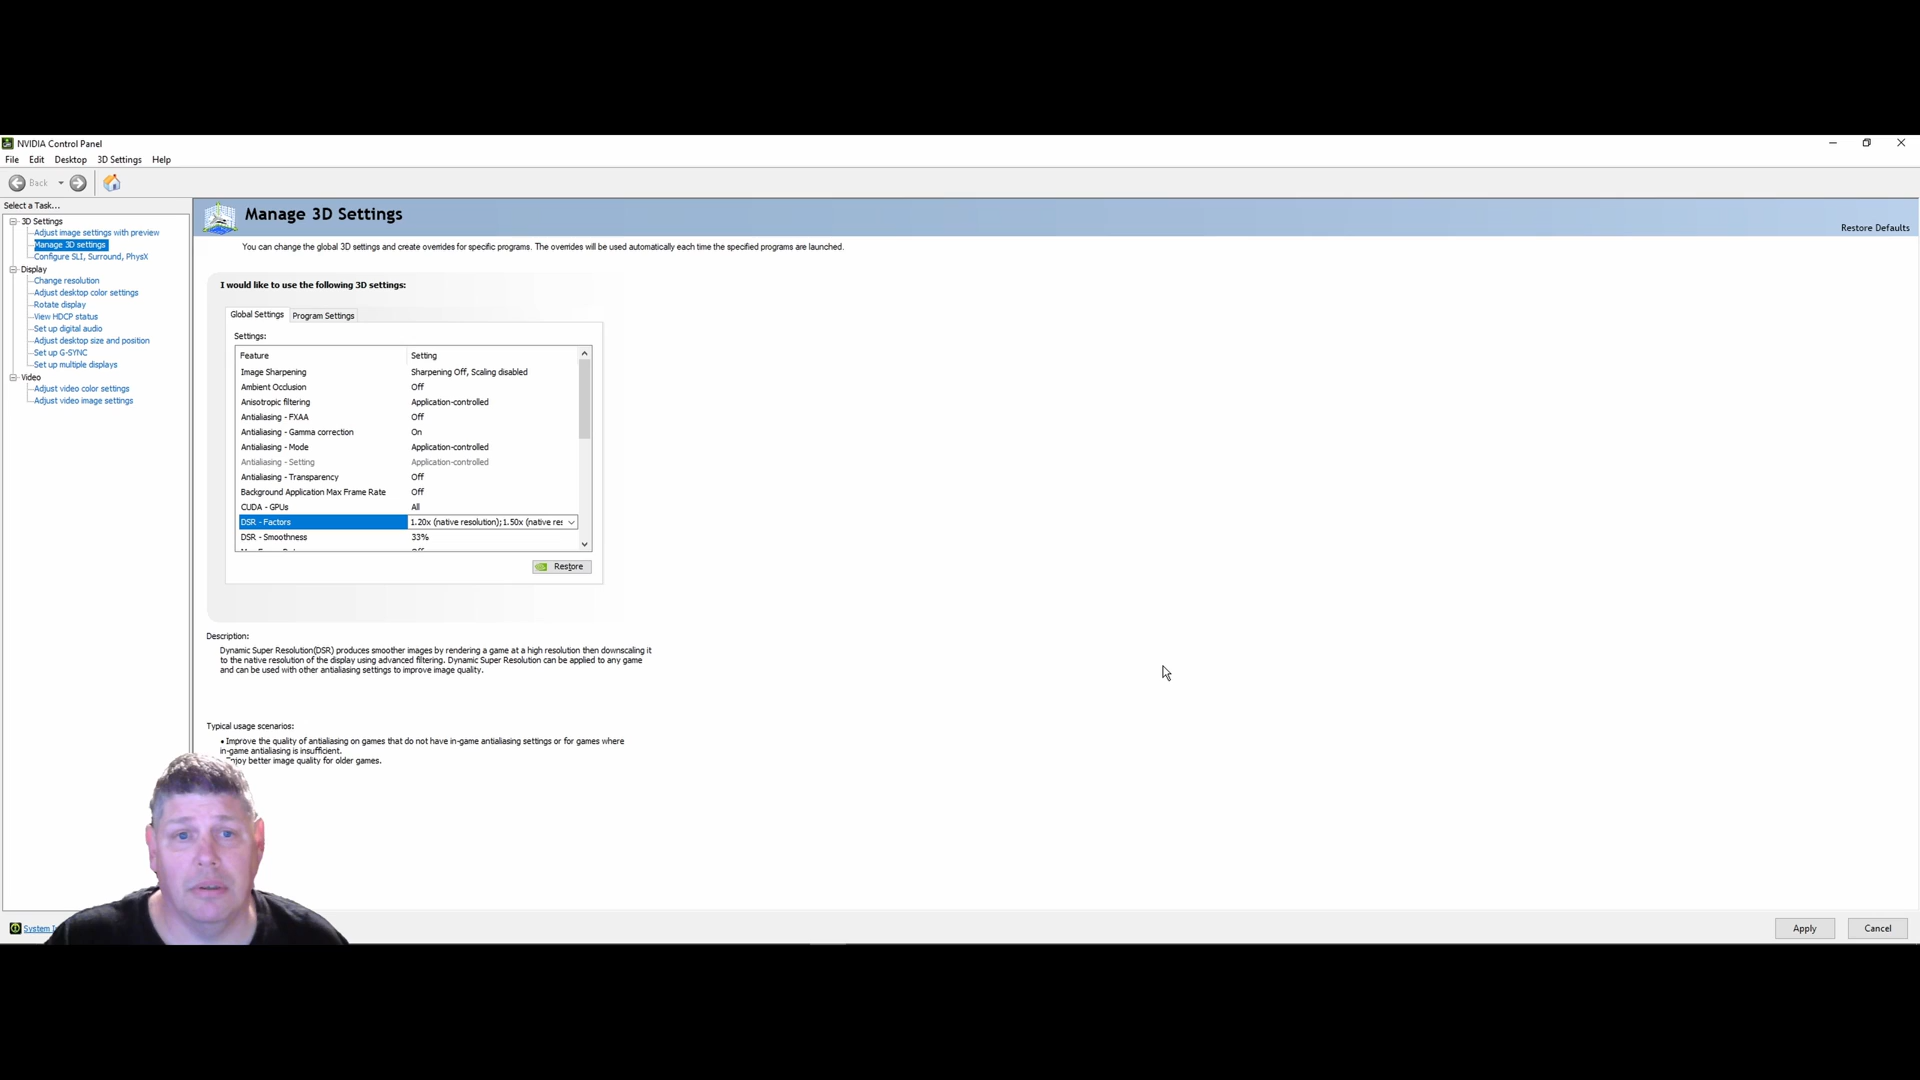 NVIDIA Control Panel
File Edit Desktop 3D Settings Help
Back
Select a Task...
3D Settings
Adjust image settings with preview
Manage 3D settings
Configure SLI, Surround, PhysX
Display
Change resolution
Adjust desktop color settings
Rotate display
View HDCP status
Set up digital audio
Adjust desktop size and position
Set up G-SYNC
Set up multiple displays
Video
Adjust video color settings
Adjust video image settings
Manage 3D Settings
Restore Defaults
You can change the global 3D settings and create overrides for specific programs. The overrides will be used automatically each time the specified programs are launched.
I would like to use the following 3D settings:
Global Settings Program Settings
Settings:
Feature Setting
Image Sharpening Sharpening Off, Scaling disabled
Ambient Occlusion Off
Anisotropic filtering Application-controlled
Antialiasing - FXAA Off
Antialiasing - Gamma correction On
Antialiasing - Mode Application-controlled
Antialiasing - Setting Application-controlled
Antialiasing - Transparency Off
Background Application Max Frame Rate Off
CUDA - GPUs All
DSR - Factors 1.20x (native resolution);1.50x (native res
DSR - Smoothness 33%
Restore
Description:
Dynamic Super Resolution(DSR) produces smoother images by rendering a game at a high resolution then downscaling it
to the native resolution of the display using advanced filtering. Dynamic Super Resolution can be applied to any game
and can be used with other antialiasing settings to improve image quality.
Typical usage scenarios:
• Improve the quality of antialiasing on games that do not have in-game antialiasing settings or for games where
in-game antialiasing is insufficient.
njoy better image quality for older games.
System I
Apply Cancel